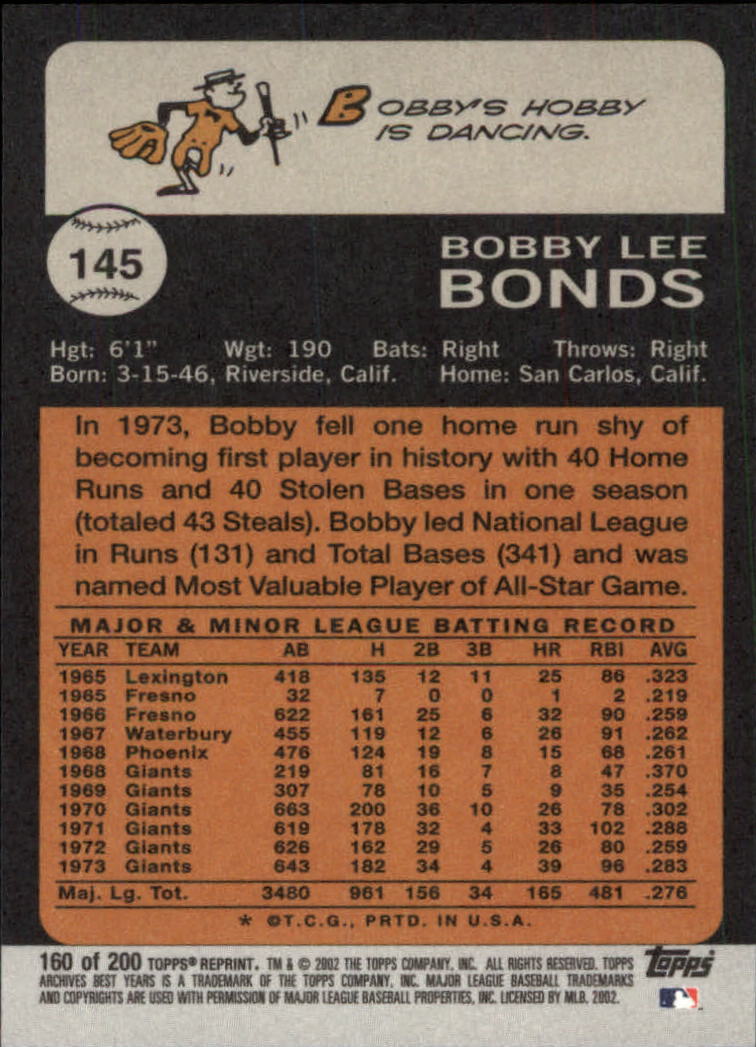 BOBBY'S HOBBY
IS DANCING.
145
BOBBY LEE
BONDS
Hgt: 6'1" Wgt: 190 Bats: Right Throws: Right
Born: 3-15-46, Riverside, Calif. Home: San Carlos, Calif.
In 1973, Bobby fell one home run shy of
becoming first player in history with 40 Home
Runs and 40 Stolen Bases in one season
(totaled 43 Steals). Bobby led National League
in Runs (131) and Total Bases (341) and was
named Most Valuable Player of All-Star Game.
MAJOR & MINOR LEAGUE BATTING RECORD
YEAR TEAM AB H 2B 3B HR RBI AVG
1965 Lexington 418 135 12 11 25 86 .323
1965 Fresno 32 7 0 0 1 2 .219
1966 Fresno 622 161 25 6 32 90 .259
1967 Waterbury 455 119 12 6 26 91 .262
1968 Phoenix 476 124 19 8 15 68 .261
1968 Giants 219 81 16 7 8 47 .370
1969 Giants 307 78 10 5 9 35 .254
1970 Giants 663 200 36 10 26 78 .302
1971 Giants 619 178 32 4 33 102 .288
1972 Giants 626 162 29 5 26 80 .259
1973 Giants 643 182 34 4 39 96 .283
Maj. Lg. Tot. 3480 961 156 34 165 481 .276
* ©T.C.G., PRTD. IN U.S.A.
160 of 200 TOPPS® REPRINT. TM & © 2002 THE TOPPS COMPANY, INC. ALL RIGHTS RESERVED. TOPPS
ARCHIVES BEST YEARS IS A TRADEMARK OF THE TOPPS COMPANY, INC. MAJOR LEAGUE BASEBALL TRADEMARKS
AND COPYRIGHTS ARE USED WITH PERMISSION OF MAJOR LEAGUE BASEBALL PROPERTIES, INC. LICENSED BY MLB. 2002.
topps